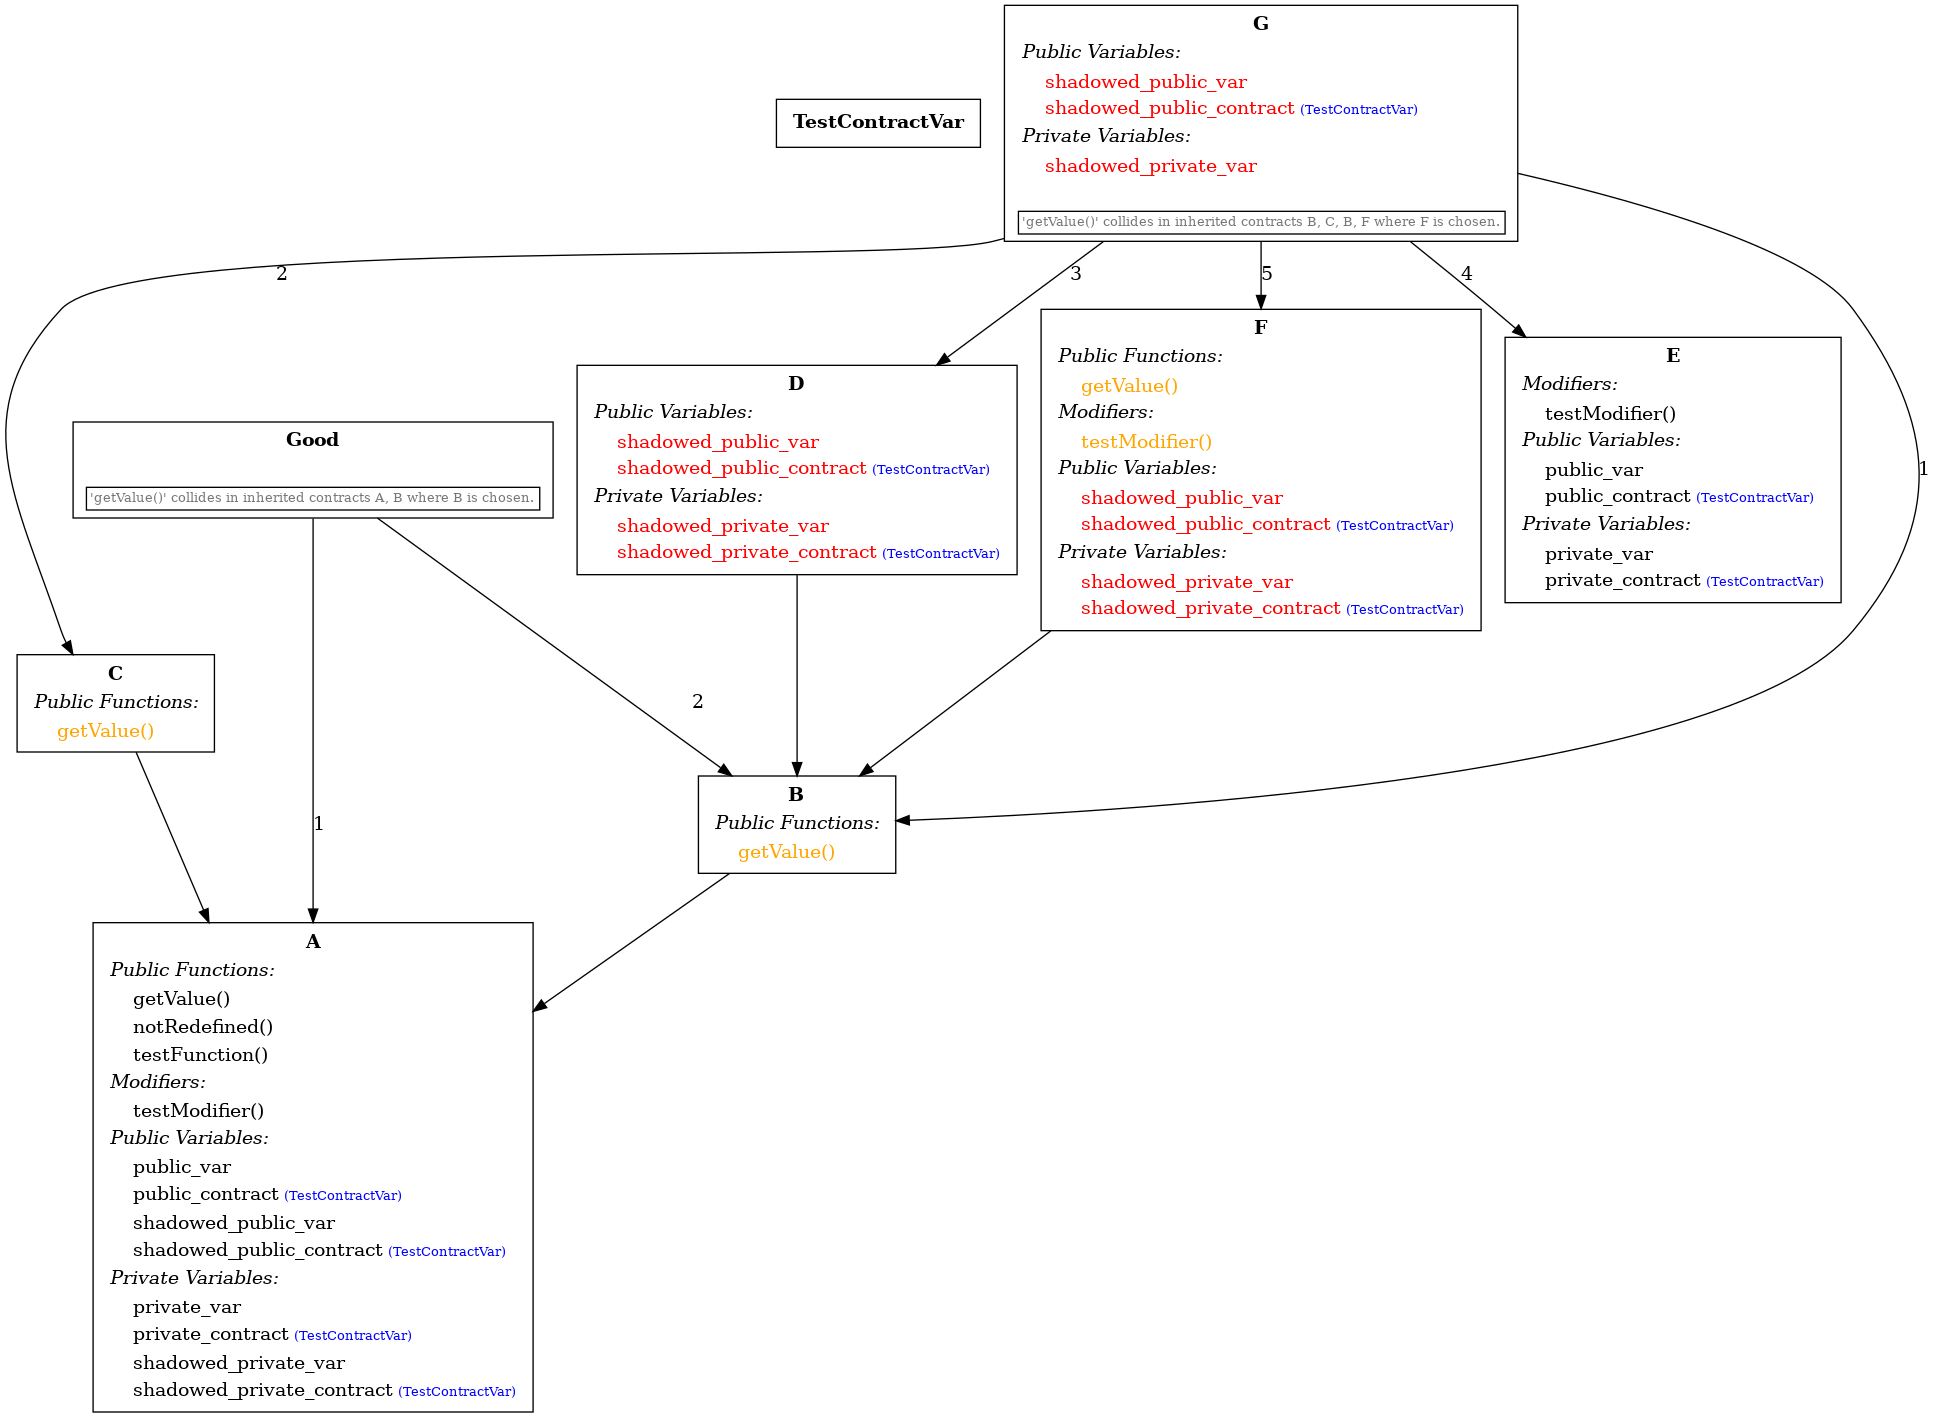 G
Public Variables:
shadowed_public_var
shadowed_public_contract (TestContractVar)
Private Variables:
shadowed_private_var
'getValue()' collides in inherited contracts B, C, B, F where F is chosen.
TestContractVar
2
3
5
4
1
F
Public Functions:
getValue()
Modifiers:
testModifier()
Public Variables:
shadowed_public_var
shadowed_public_contract (TestContractVar)
Private Variables:
shadowed_private_var
shadowed_private_contract (TestContractVar)
E
Modifiers:
testModifier()
Public Variables:
public_var
public_contract (TestContractVar)
Private Variables:
private_var
private_contract (TestContractVar)
D
Public Variables:
shadowed_public_var
shadowed_public_contract (TestContractVar)
Private Variables:
shadowed_private_var
shadowed_private_contract (TestContractVar)
Good
'getValue()' collides in inherited contracts A, B where B is chosen.
2
1
C
Public Functions:
getValue()
B
Public Functions:
getValue()
A
Public Functions:
getValue()
notRedefined()
testFunction()
Modifiers:
testModifier()
Public Variables:
public_var
public_contract (TestContractVar)
shadowed_public_var
shadowed_public_contract (TestContractVar)
Private Variables:
private_var
private_contract (TestContractVar)
shadowed_private_var
shadowed_private_contract (TestContractVar)